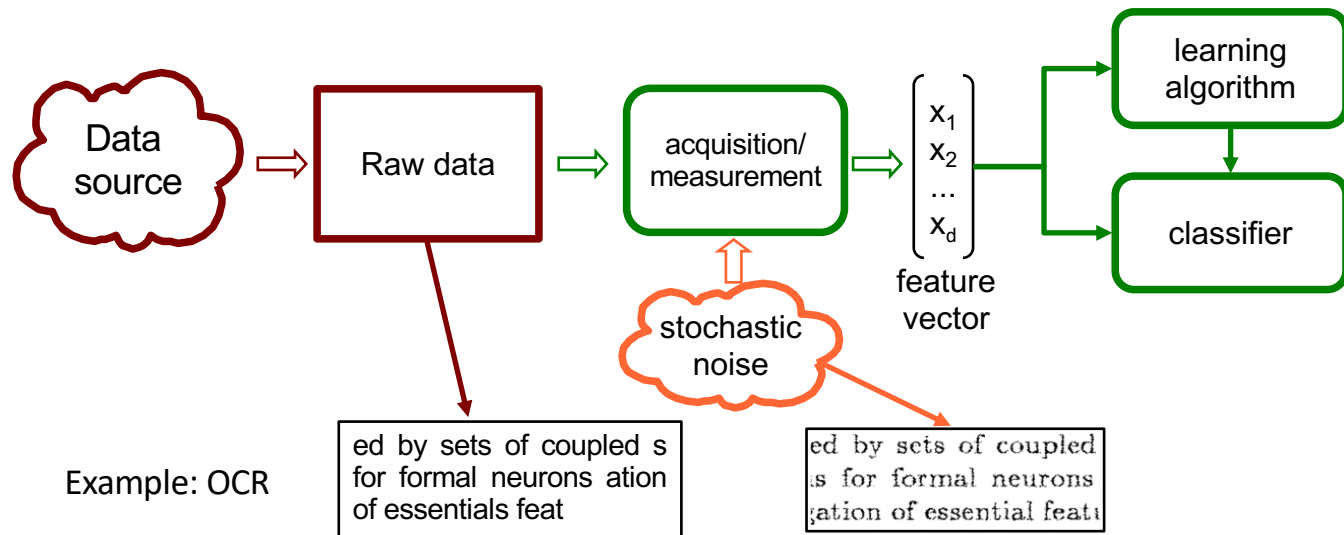 Data
source
Raw data
acquisition/
measurement
x1
x2
...
xd
feature
vector
learning
algorithm
classifier
stochastic
noise
Example: OCR
ed by sets of coupled s
for formal neurons ation
of essentials feat
ed by sets of coupled
s for formal neurons
gation of essential featu